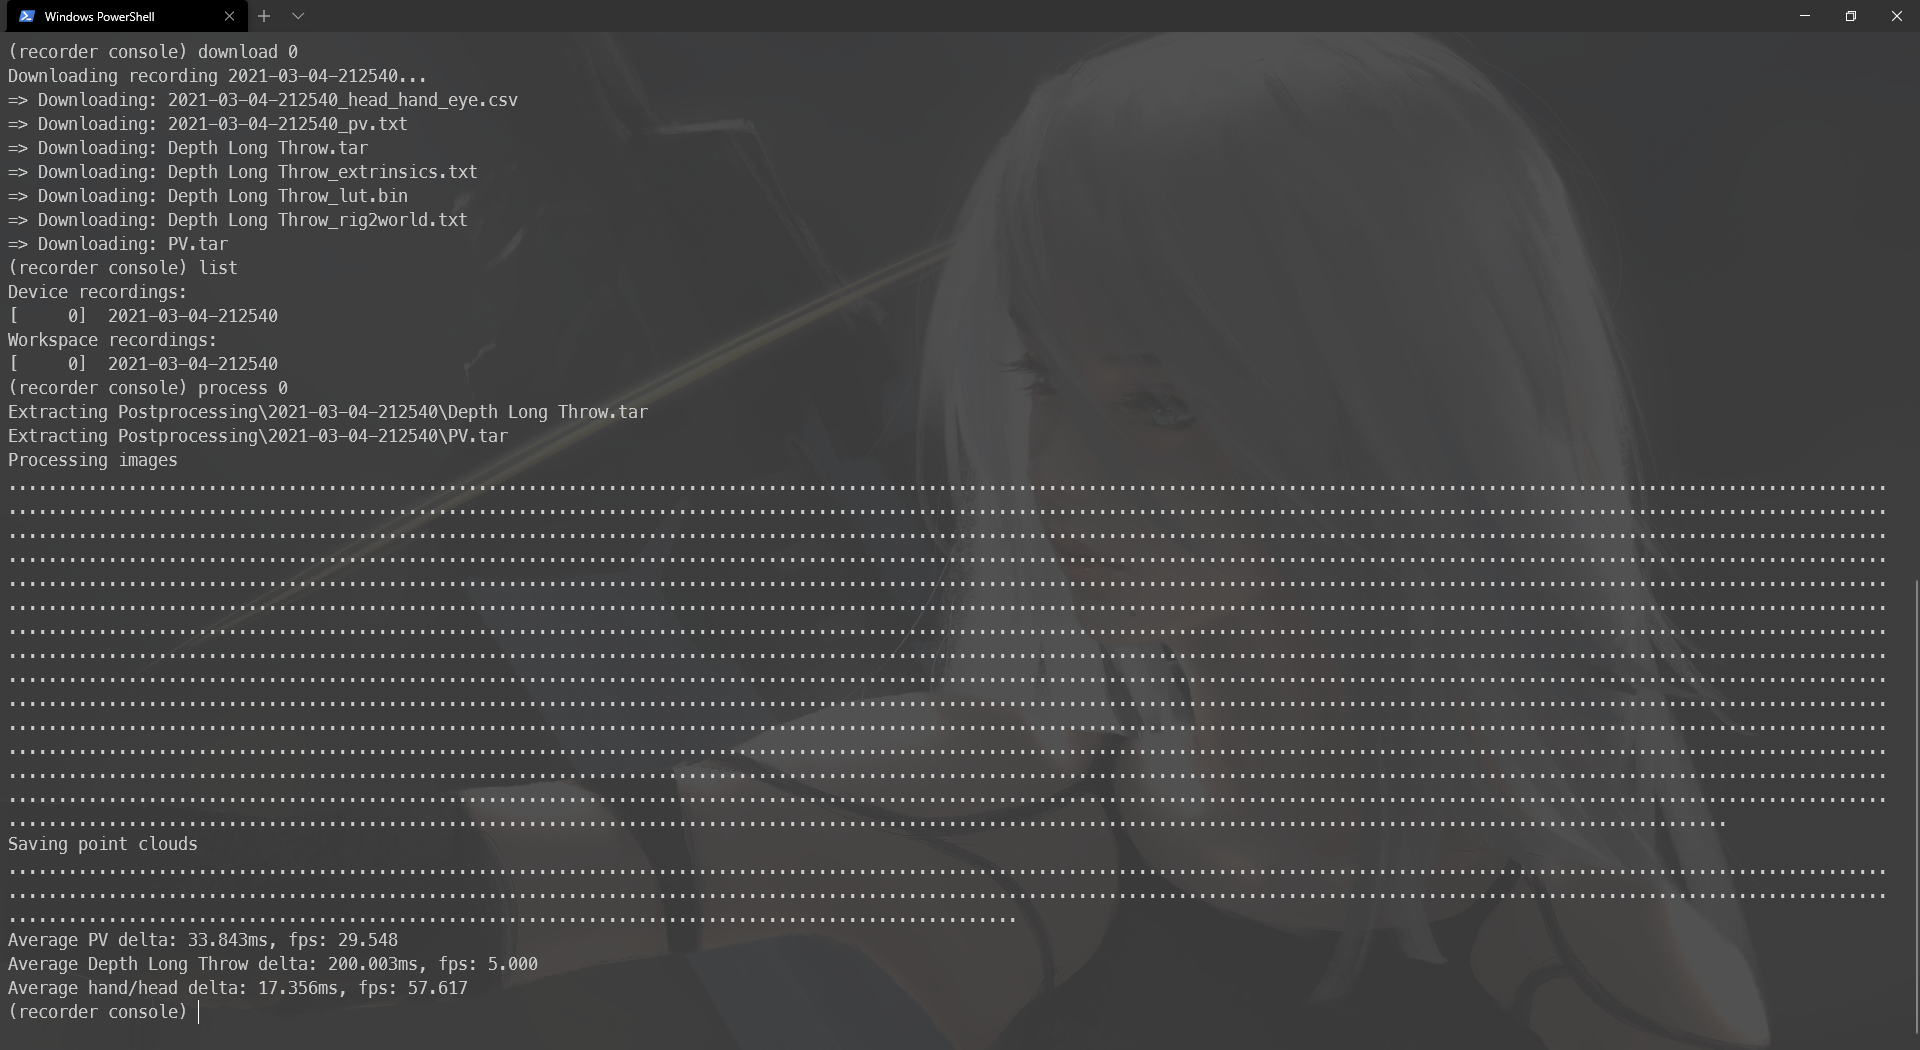 Windows PowerShell
(recorder console) download 0
Downloading recording 2021-03-04-212540...
=> Downloading: 2021-03-04-212540_head_hand_eye.csv
=> Downloading: 2021-03-04-212540_pv.txt
=> Downloading: Depth Long Throw.tar
=> Downloading: Depth Long Throw_extrinsics.txt
=> Downloading: Depth Long Throw_lut.bin
=> Downloading: Depth Long Throw_rig2world.txt
=> Downloading: PV.tar
(recorder console) list
Device recordings:
[     0]  2021-03-04-212540
Workspace recordings:
[     0]  2021-03-04-212540
(recorder console) process 0
Extracting Postprocessing\2021-03-04-212540\Depth Long Throw.tar
Extracting Postprocessing\2021-03-04-212540\PV.tar
Processing images
Saving point clouds
Average PV delta: 33.843ms, fps: 29.548
Average Depth Long Throw delta: 200.003ms, fps: 5.000
Average hand/head delta: 17.356ms, fps: 57.617
(recorder console)